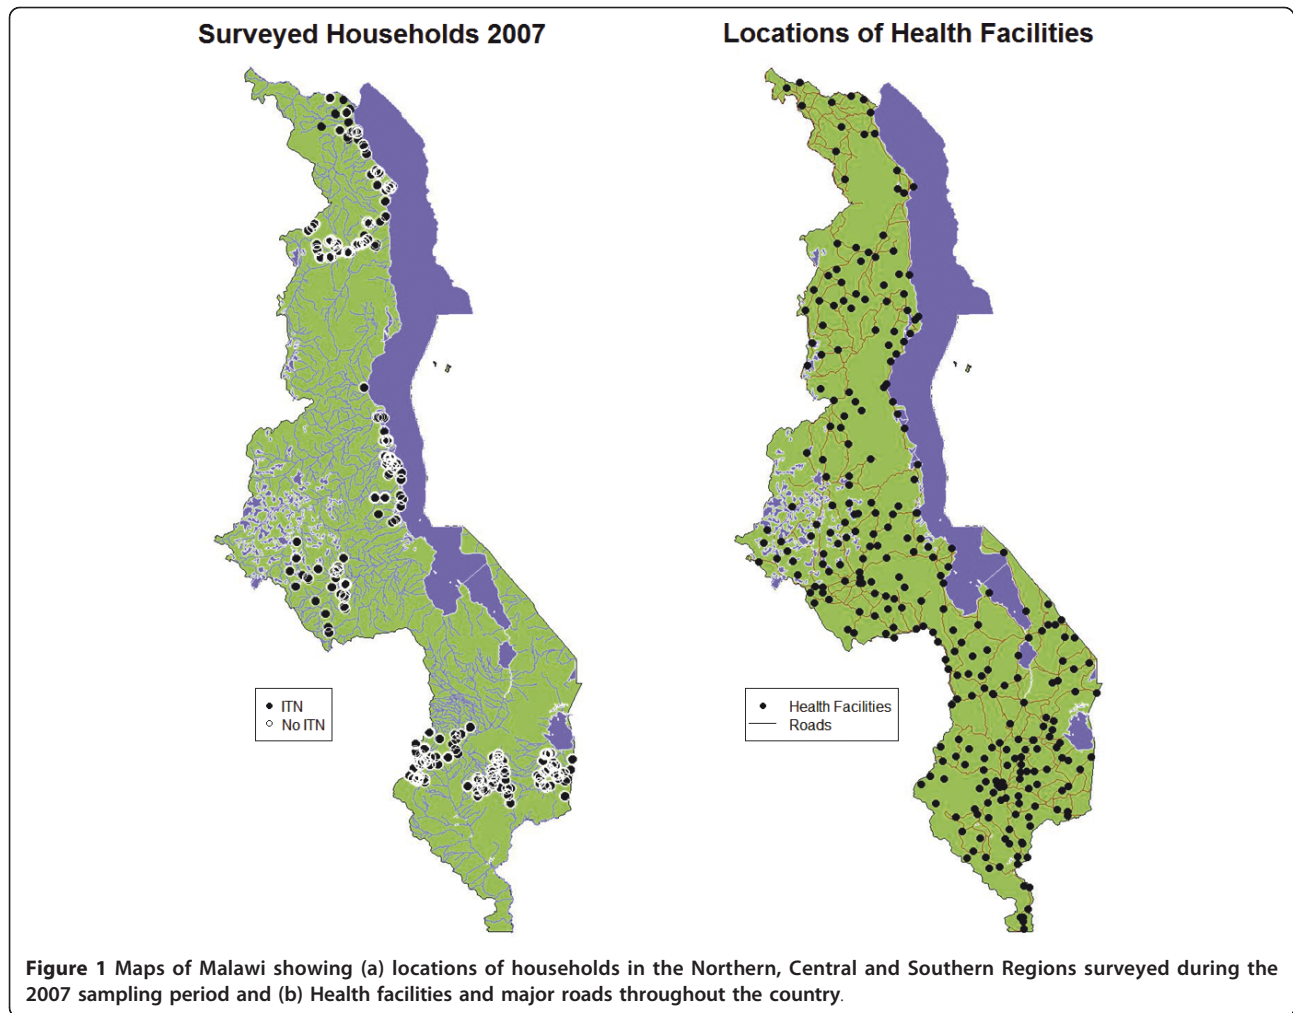 Surveyed Households 2007
Locations of Health Facilities
ITN
No ITN
Health Facilities
Roads
Figure 1 Maps of Malawi showing (a) locations of households in the Northern, Central and Southern Regions surveyed during the
2007 sampling period and (b) Health facilities and major roads throughout the country.